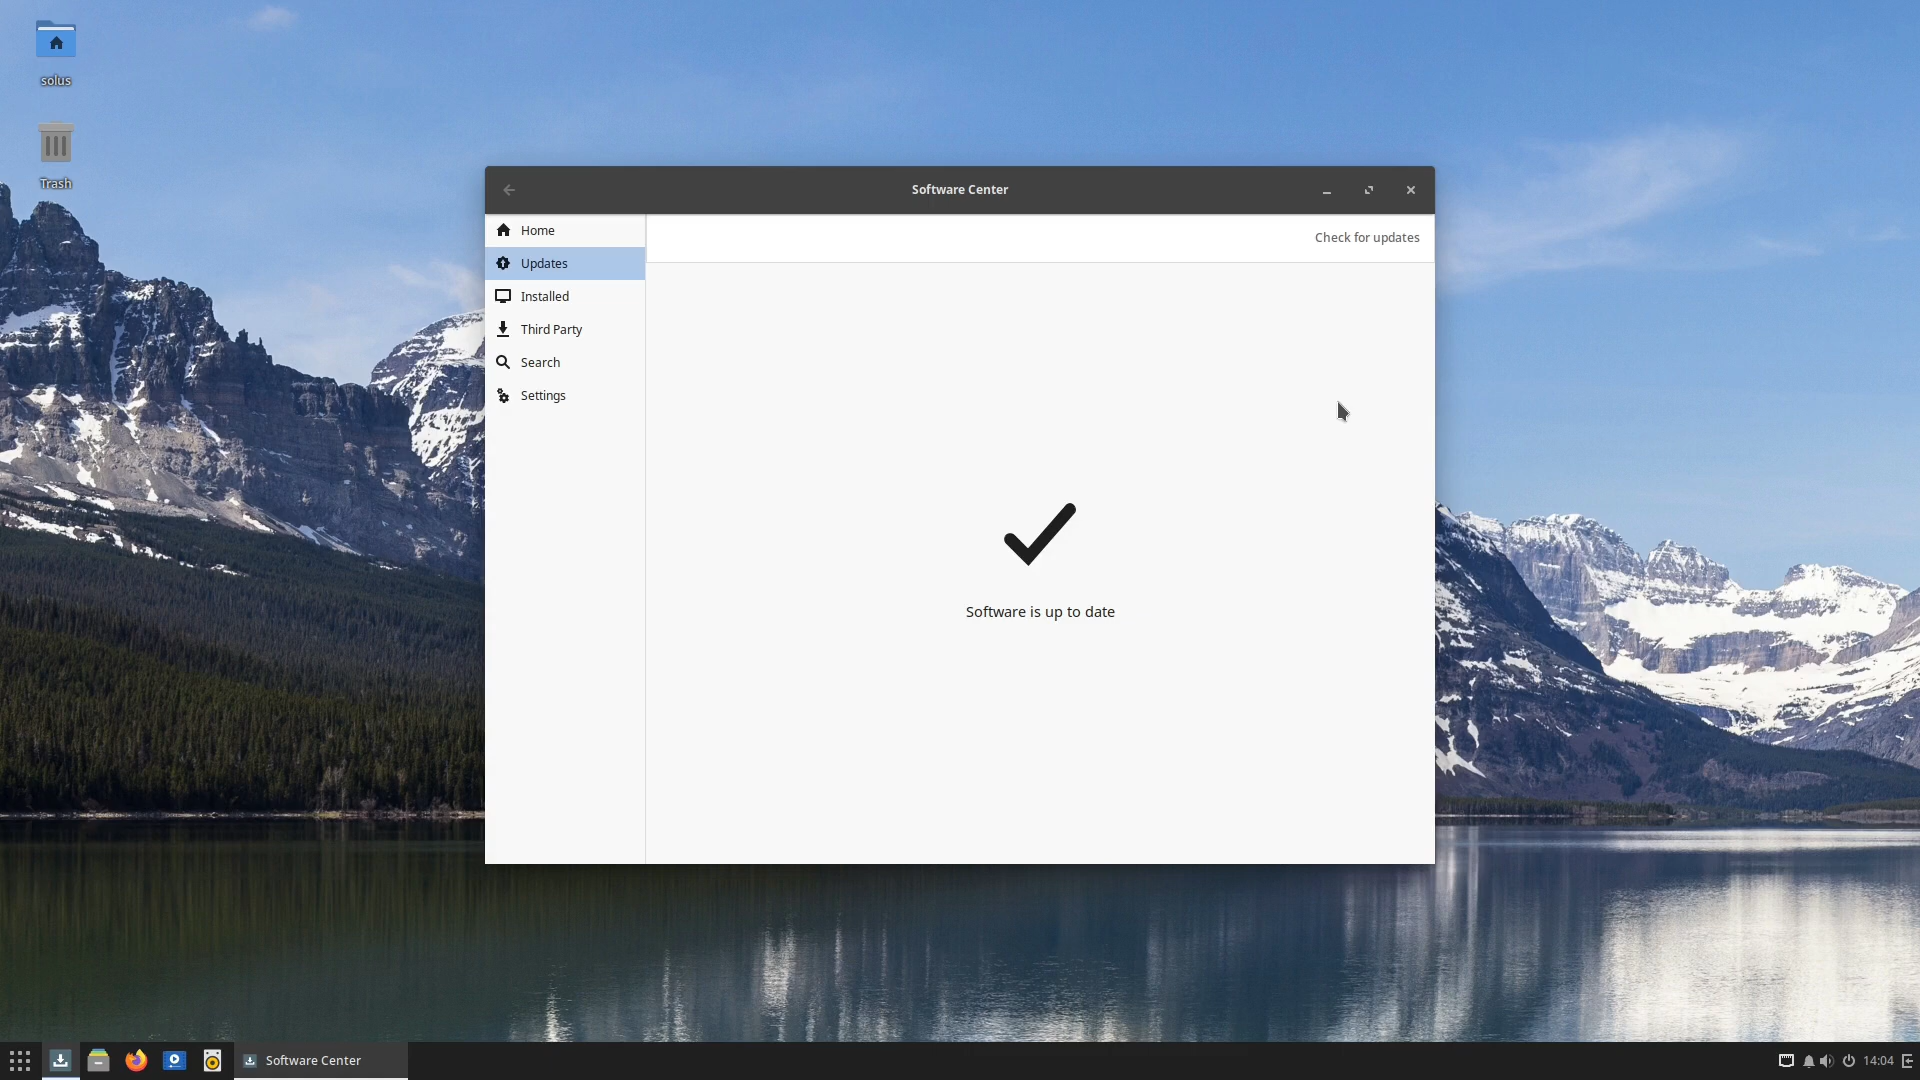 solus
Trash
Software Center
Home
Updates
Installed
Third Party
Search
Settings
Check for updates
Software is up to date
Software Center
14:04